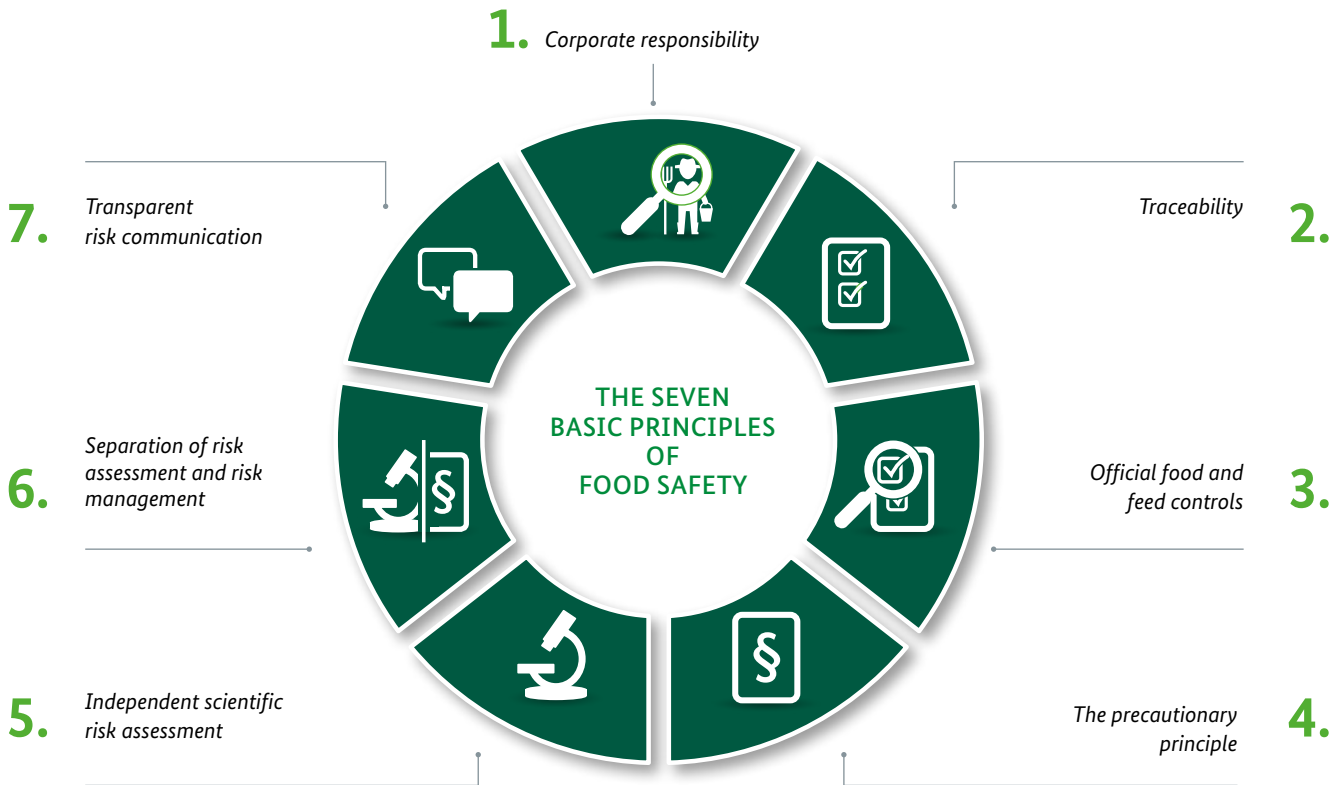 1. Corporate responsibility
Traceability
2.
Official food and
feed controls
3.
The precautionary
principle
4.
5.
Independent scientific
risk assessment
6.
Separation of risk
assessment and risk
management
7.
Transparent
risk communication
THE SEVEN
BASIC PRINCIPLES
OF
FOOD SAFETY
§
§